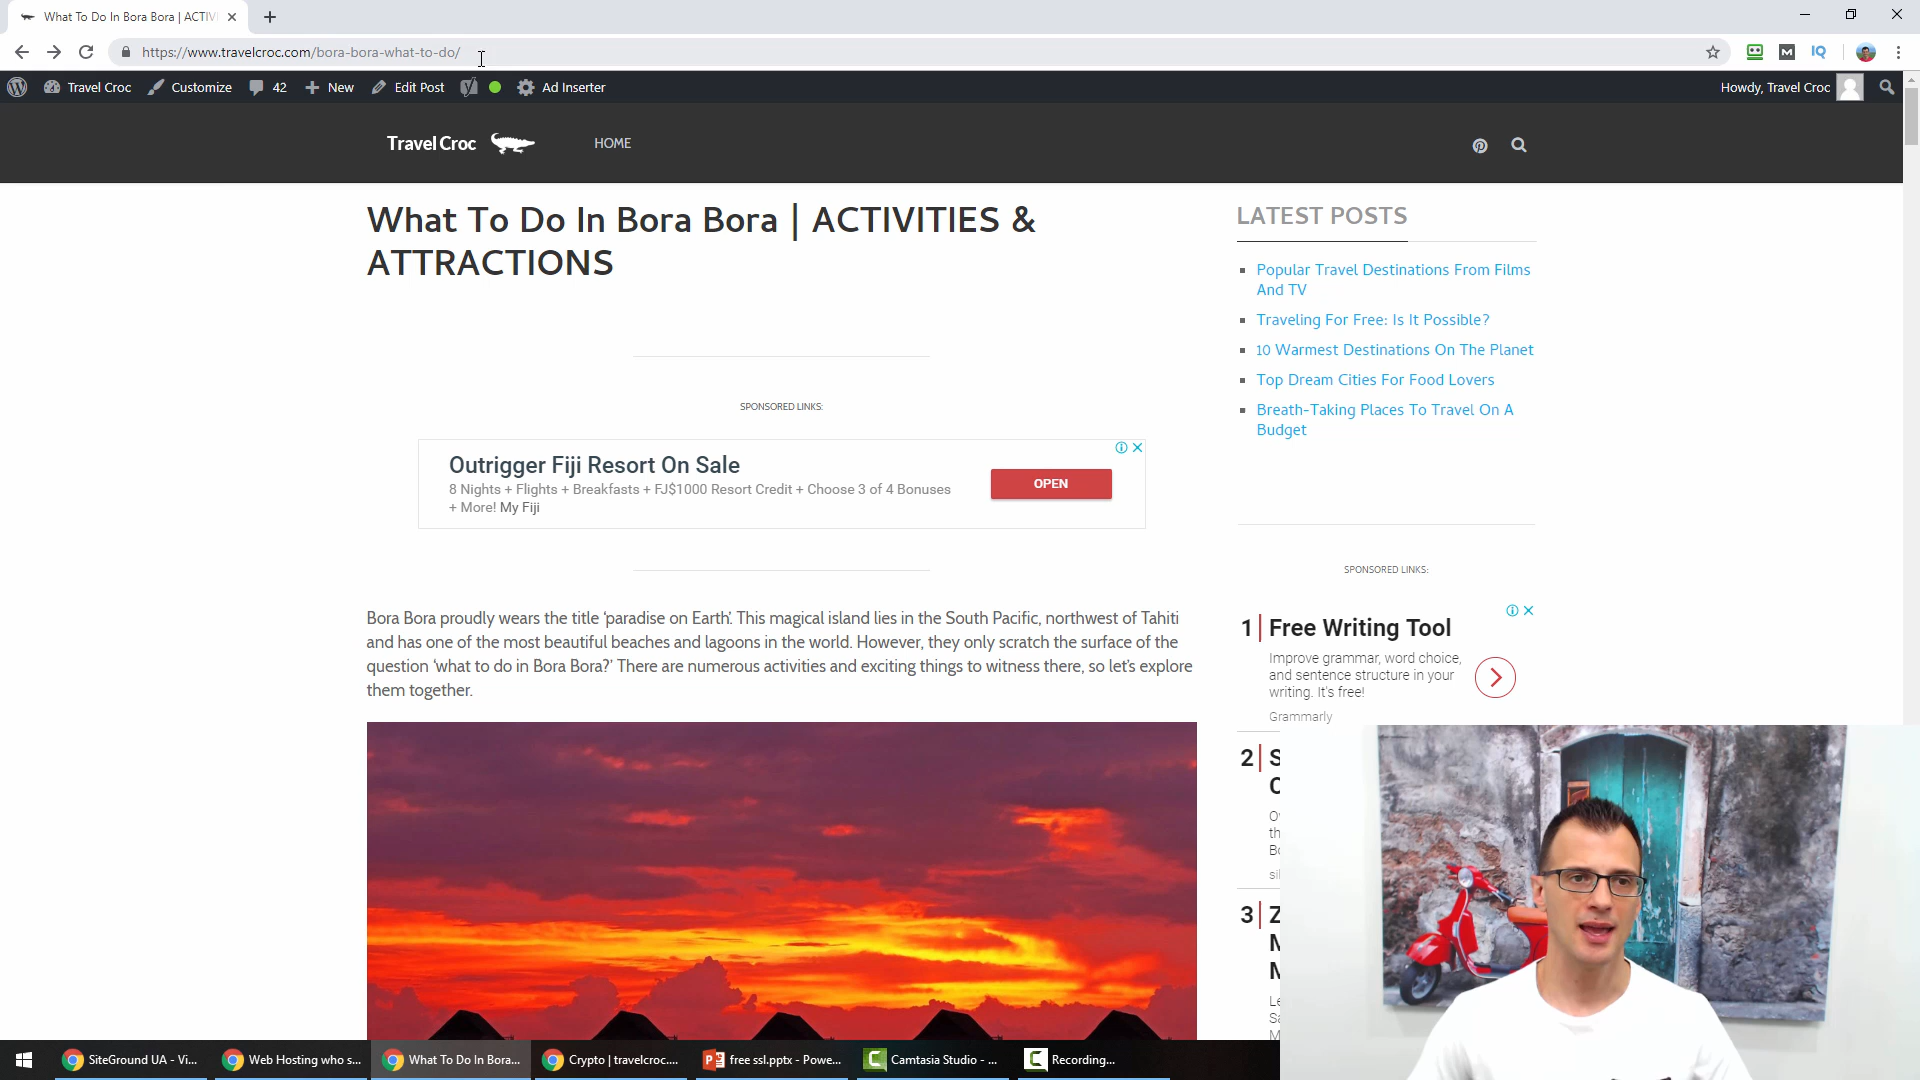 What To Do In Bora Bora | ACTIV
https://www.travelcroc.com/bora-bora-what-to-do/
Travel Croc
Customize
42
New
Edit Post
Ad Inserter
Howdy, Travel Croc
Travel Croc
HOME
What To Do In Bora Bora | ACTIVITIES &
ATTRACTIONS
SPONSORED LINKS:
Outrigger Fiji Resort On Sale
8 Nights + Flights + Breakfasts + FJ$1000 Resort Credit + Choose 3 of 4 Bonuses
+ More! My Fiji
OPEN
Bora Bora proudly wears the title ‘paradise on Earth’. This magical island lies in the South Pacific, northwest of Tahiti
and has one of the most beautiful beaches and lagoons in the world. However, they only scratch the surface of the
question ‘what to do in Bora Bora?’ There are numerous activities and exciting things to witness there, so let’s explore
them together.
LATEST POSTS
Popular Travel Destinations From Films
And TV
Traveling For Free: Is It Possible?
10 Warmest Destinations On The Planet
Top Dream Cities For Food Lovers
Breath-Taking Places To Travel On A
Budget
SPONSORED LINKS:
1 Free Writing Tool
Improve grammar, word choice,
and sentence structure in your
writing. It's free!
Grammarly
2
3
SiteGround UA - Vi...
Web Hosting who s...
What To Do In Bora...
Crypto | travelcroc....
free ssl.pptx - Powe...
Camtasia Studio - ...
Recording...